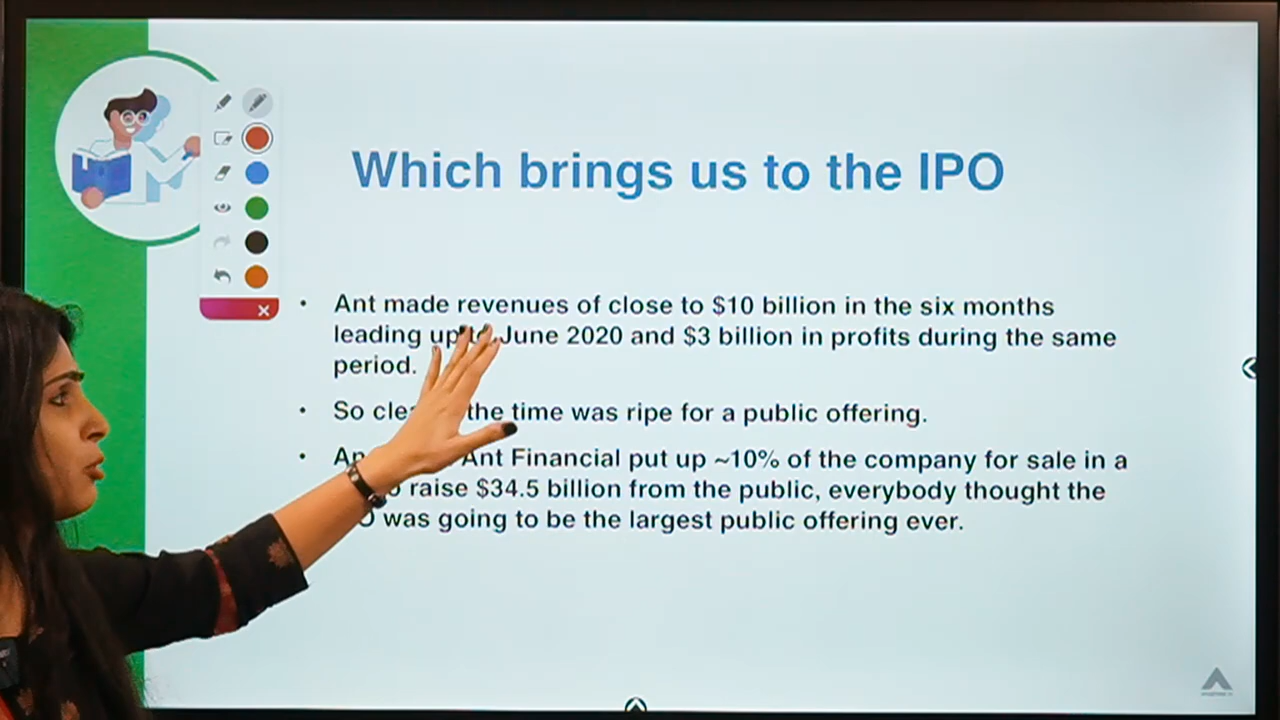 Which brings us to the IPO
• Ant made revenues of close to $10 billion in the six months
leading up June 2020 and $3 billion in profits during the same
period.
• So the time was ripe for a public offering.
• Ant Financial put up ~10% of the company for sale in a
raise $34.5 billion from the public, everybody thought the
was going to be the largest public offering ever.